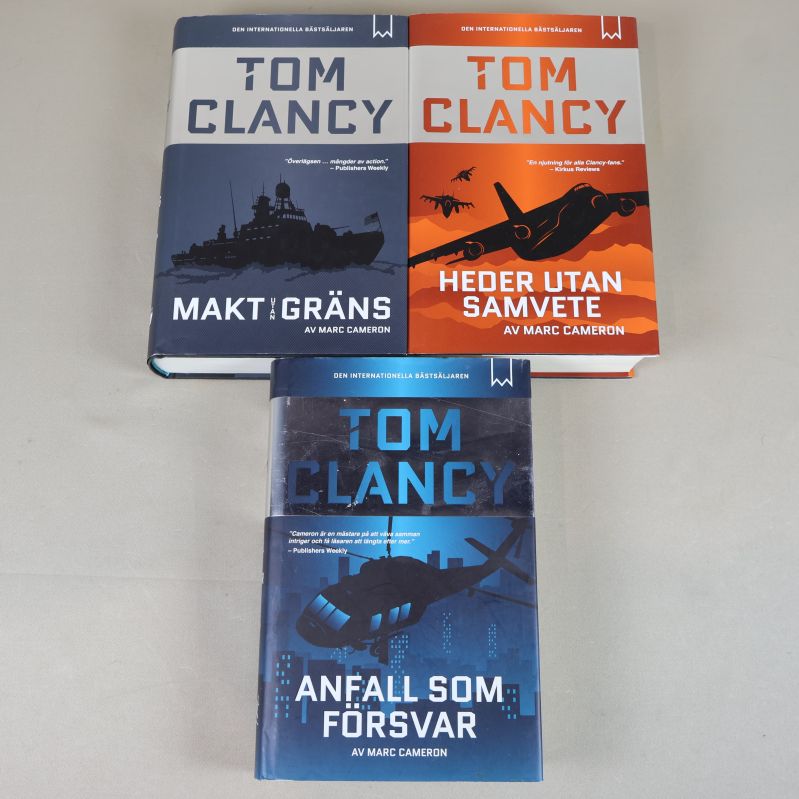 DEN INTERNATIONELLA BÄSTSÄLJAREN
TOM
CLANCY
"Överlägsen ... mängder av action."
– Publishers Weekly
MAKT UTAN GRÄNS
AV MARC CAMERON
DEN INTERNATIONELLA BÄSTSÄLJAREN
TOM
CLANCY
"En njutning för alla Clancy-fans."
– Kirkus Reviews
HEDER UTAN
SAMVETE
AV MARC CAMERON
DEN INTERNATIONELLA BÄSTSÄLJAREN
TOM
CLANCY
"Cameron är en mästare på att väva samman
intriger och få läsaren att längta efter mer."
– Publishers Weekly
ANFALL SOM
FÖRSVAR
AV MARC CAMERON